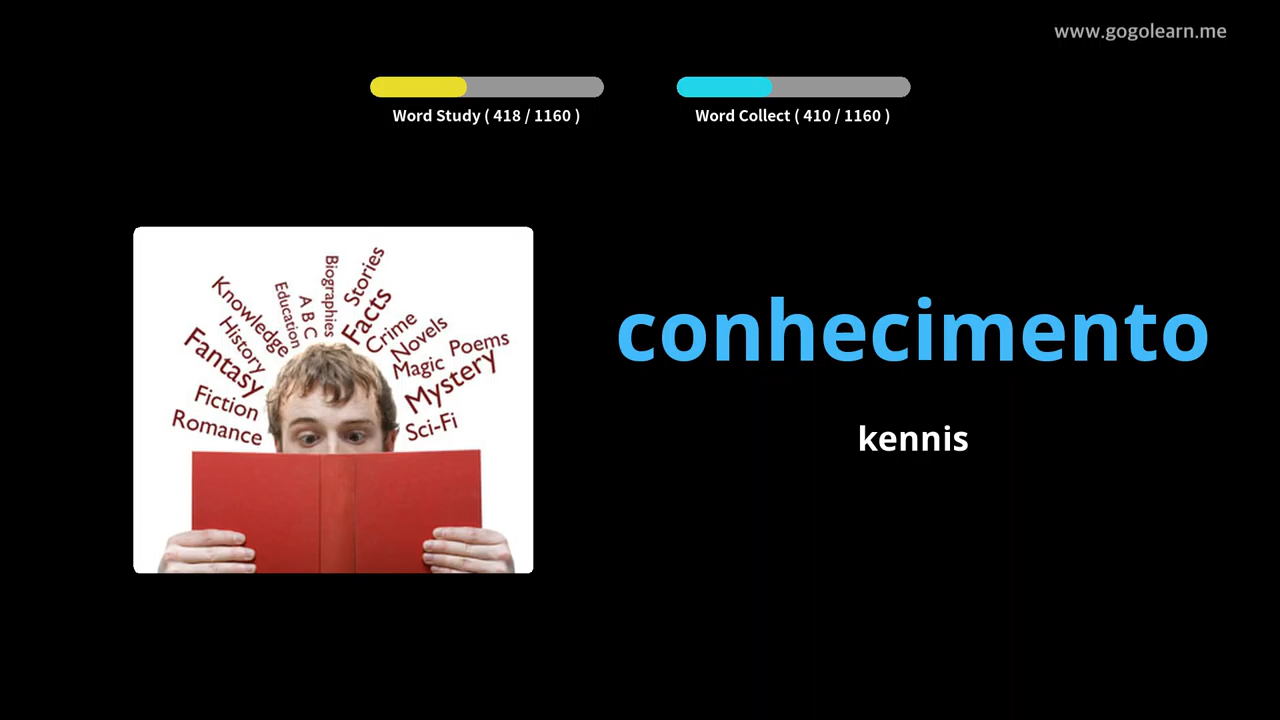 www.gogolearn.me
Word Study ( 418 / 1160 )
Word Collect ( 410 / 1160 )
Biographies
Stories
Education
A B C
Facts
Knowledge
Crime
History
Novels
Fantasy
Magic
Poems
Mystery
Fiction
Romance
Sci-Fi
conhecimento
kennis